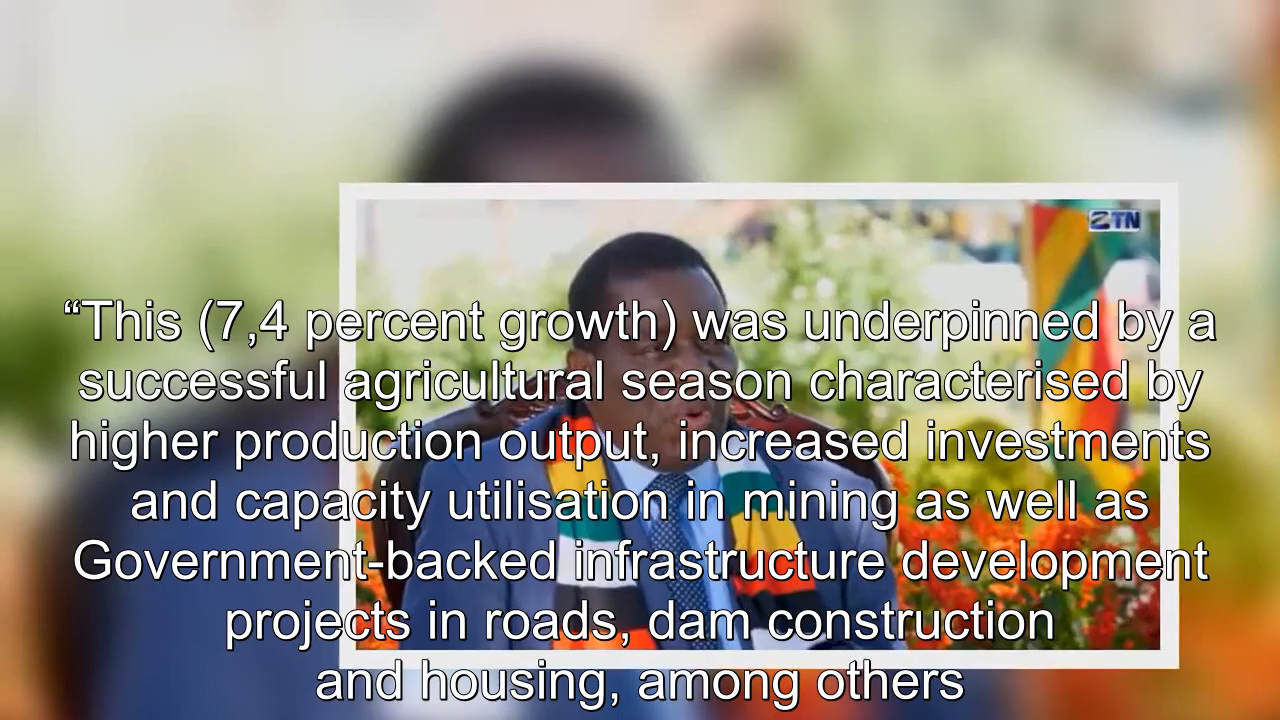 ZTN
“This (7,4 percent growth) was underpinned by a
successful agricultural season characterised by
higher production output, increased investments
and capacity utilisation in mining as well as
Government-backed infrastructure development
projects in roads, dam construction
and housing, among others